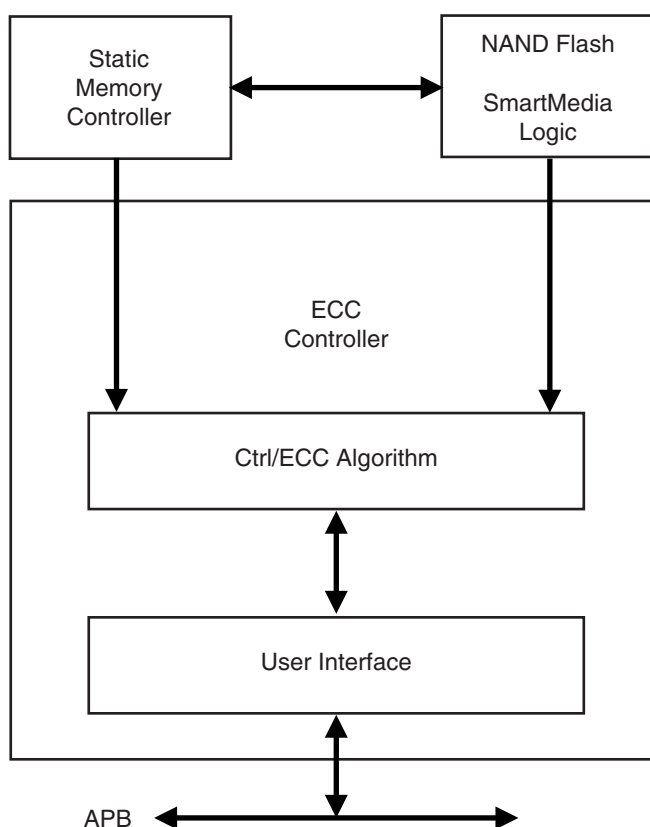 Static
Memory
Controller
NAND Flash
SmartMedia
Logic
ECC
Controller
Ctrl/ECC Algorithm
User Interface
APB